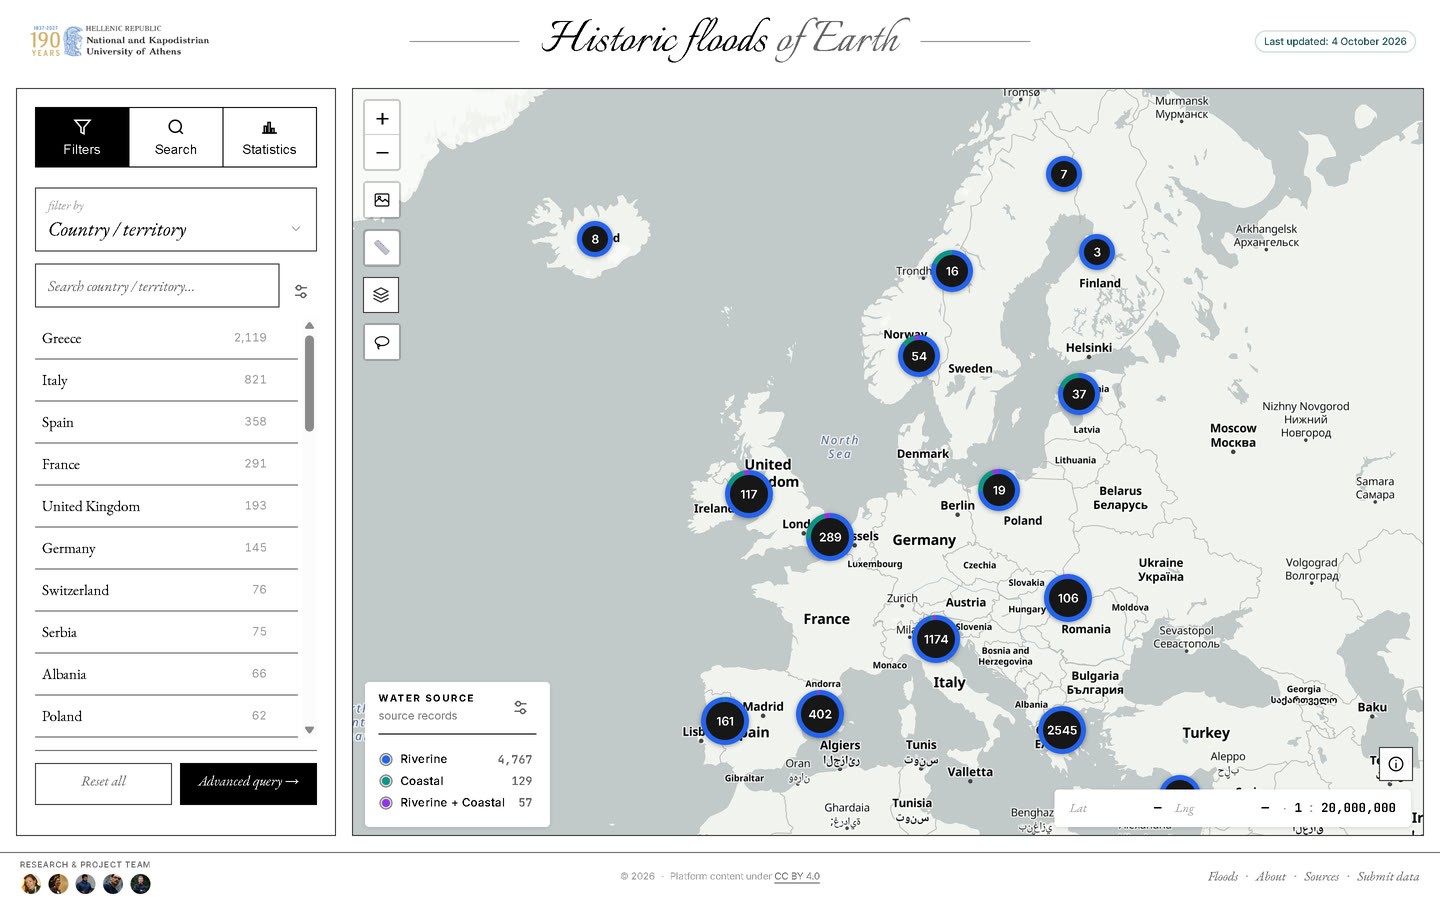 1837-2027
190
YEARS
HELLENIC REPUBLIC
National and Kapodistrian
University of Athens
Historic floods of Earth
Last updated: 4 October 2026
Filters
Search
Statistics
filter by
Country / territory
Search country / territory...
Greece 2,119
Italy 821
Spain 358
France 291
United Kingdom 193
Germany 145
Switzerland 76
Serbia 75
Albania 66
Poland 62
Reset all
Advanced query →
+
−
Tromsø
Murmansk
Мурманск
7
Arkhangelsk
Архангельск
8
d
3
Trondh
16
Finland
Norway
54
Helsinki
Sweden
37
nia
Nizhny Novgorod
Нижний
Новгород
Moscow
Москва
Latvia
North
Sea
Denmark
Lithuania
United
dom
117
Ireland
19
Samara
Самара
Belarus
Беларусь
Berlin
Poland
Lond
289
ssels
Germany
Luxembourg
Czechia
Ukraine
Україна
Volgograd
Волгоград
Slovakia
Zurich
Austria
Hungary
106
Moldova
France
Romania
Mila
1174
Slovenia
Sevastopol
Севастополь
Bosnia and
Herzegovina
Monaco
Italy
Andorra
Bulgaria
България
Georgia
საქართველო
Albania
Baku
Madrid
161
Lisb
pain
402
2545
Turkey
Algiers
الجزائر
Tunis
تونس
Oran
وهران
Gibraltar
Valletta
Aleppo
حلب
Ghardaia
غرداية
Tunisia
تونس
Benghaz
بنغازي
WATER SOURCE
source records
Riverine 4,767
Coastal 129
Riverine + Coastal 57
Lat – Lng – · 1 : 20,000,000
RESEARCH & PROJECT TEAM
© 2026 · Platform content under CC BY 4.0
Floods · About · Sources · Submit data